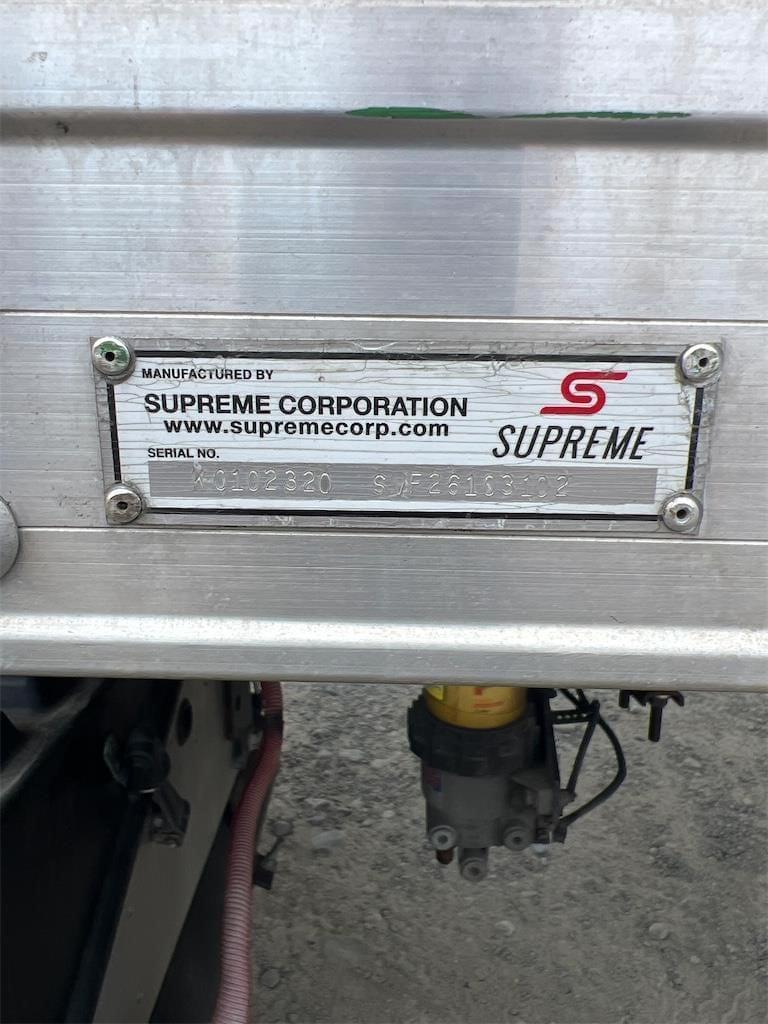 MANUFACTURED BY
SUPREME CORPORATION
www.supremecorp.com
SUPREME
SERIAL NO.